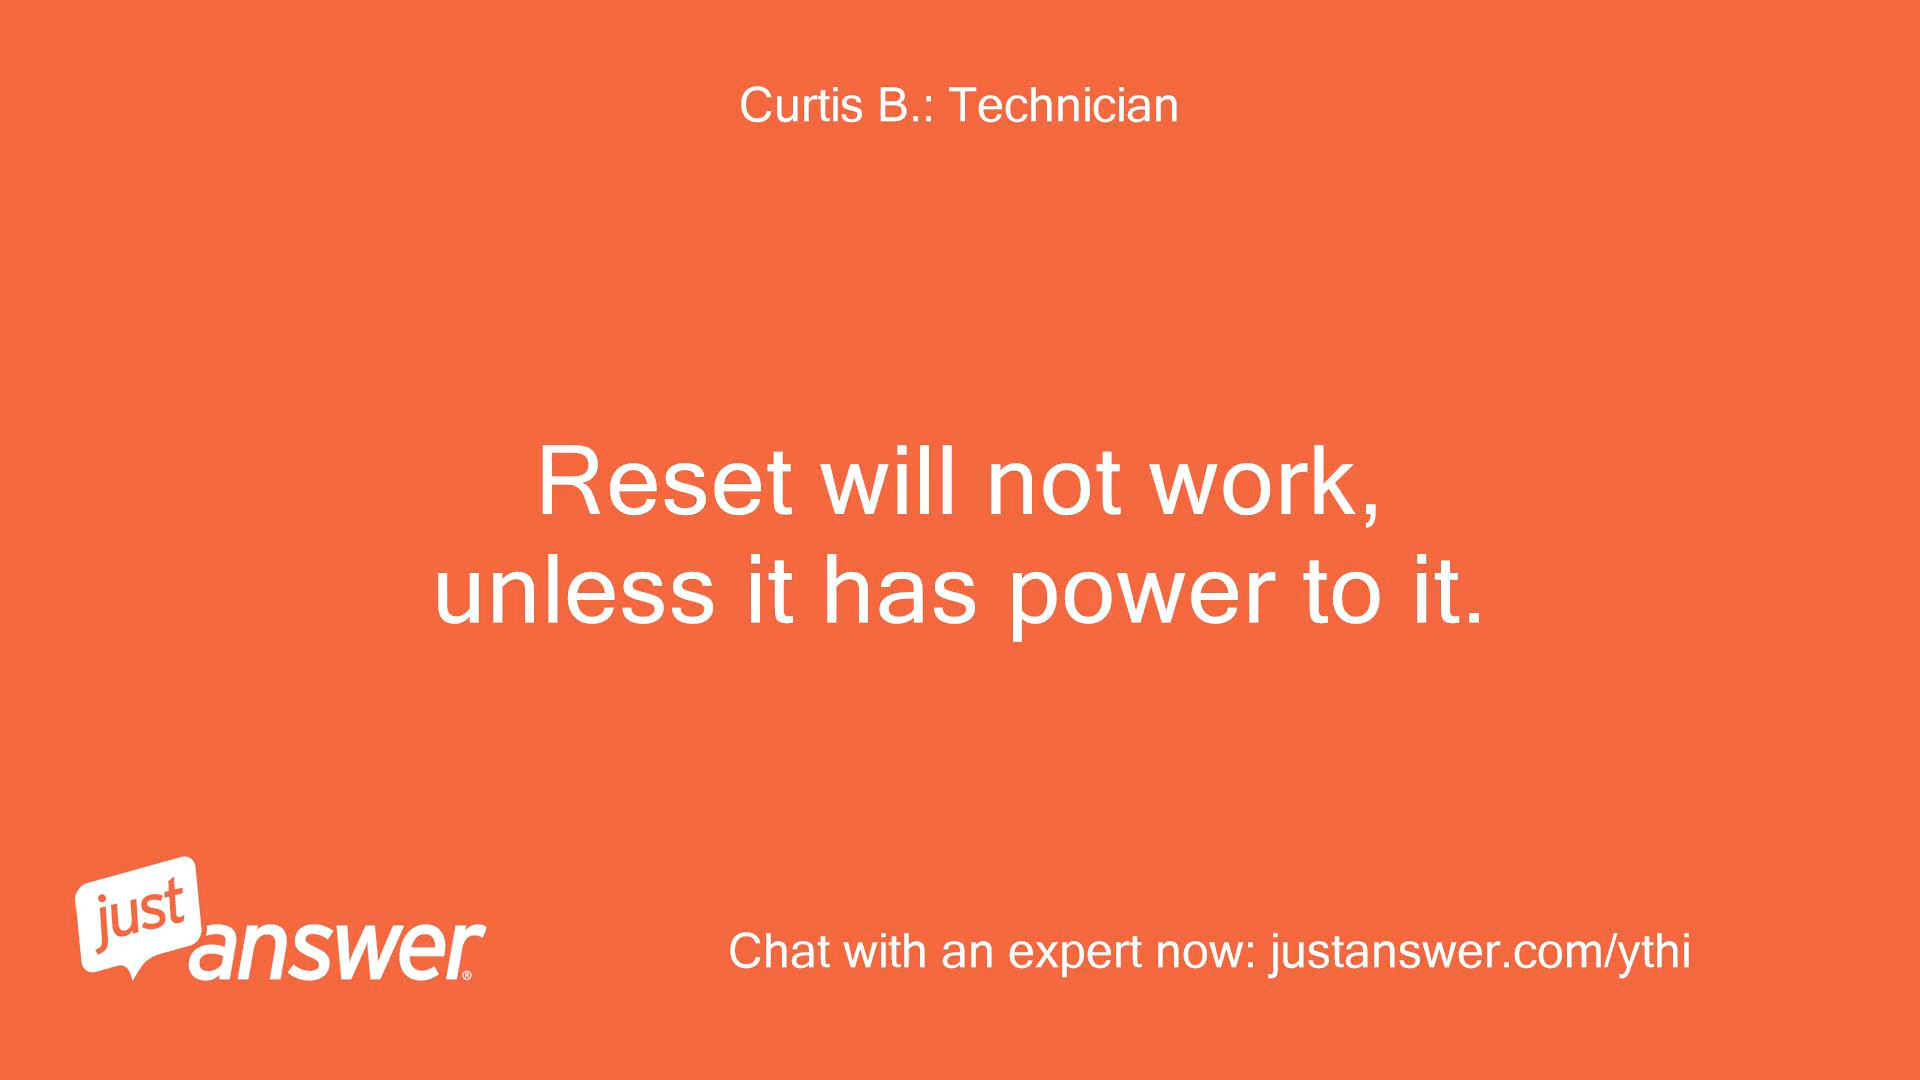 Curtis B.: Technician
Reset will not work,
unless it has power to it.
just
answer®
Chat with an expert now: justanswer.com/ythi